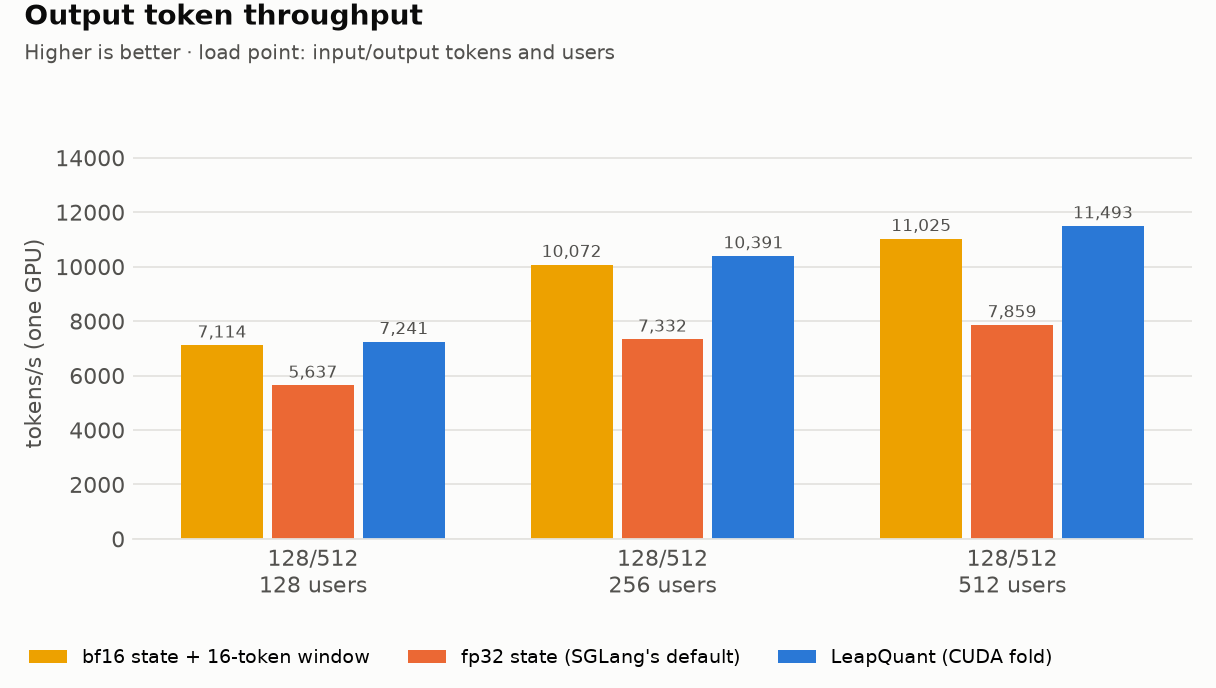 Output token throughput
Higher is better · load point: input/output tokens and users
tokens/s (one GPU)
14000
12000
10000
8000
6000
4000
2000
0
7,114
5,637
7,241
10,072
7,332
10,391
11,025
7,859
11,493
128/512
128 users
128/512
256 users
128/512
512 users
bf16 state + 16-token window
fp32 state (SGLang's default)
LeapQuant (CUDA fold)